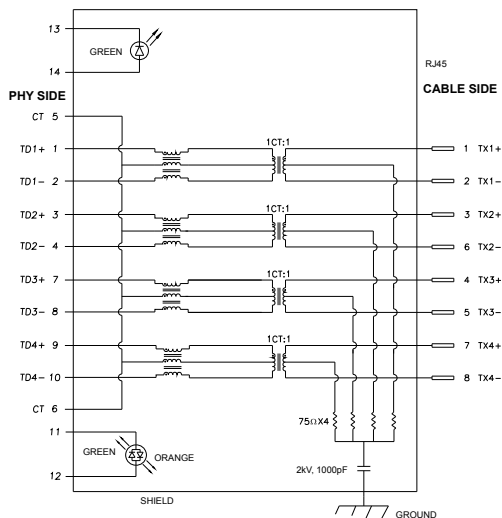 13
GREEN
14
RJ45
PHY SIDE
CABLE SIDE
CT 5
1CT:1
TD1+ 1
1 TX1+
TD1- 2
2 TX1-
1CT:1
TD2+ 3
3 TX2+
TD2- 4
6 TX2-
1CT:1
TD3+ 7
4 TX3+
TD3- 8
5 TX3-
1CT:1
TD4+ 9
7 TX4+
TD4- 10
8 TX4-
CT 6
75ΩX4
11
GREEN
ORANGE
12
2kV, 1000pF
SHIELD
GROUND